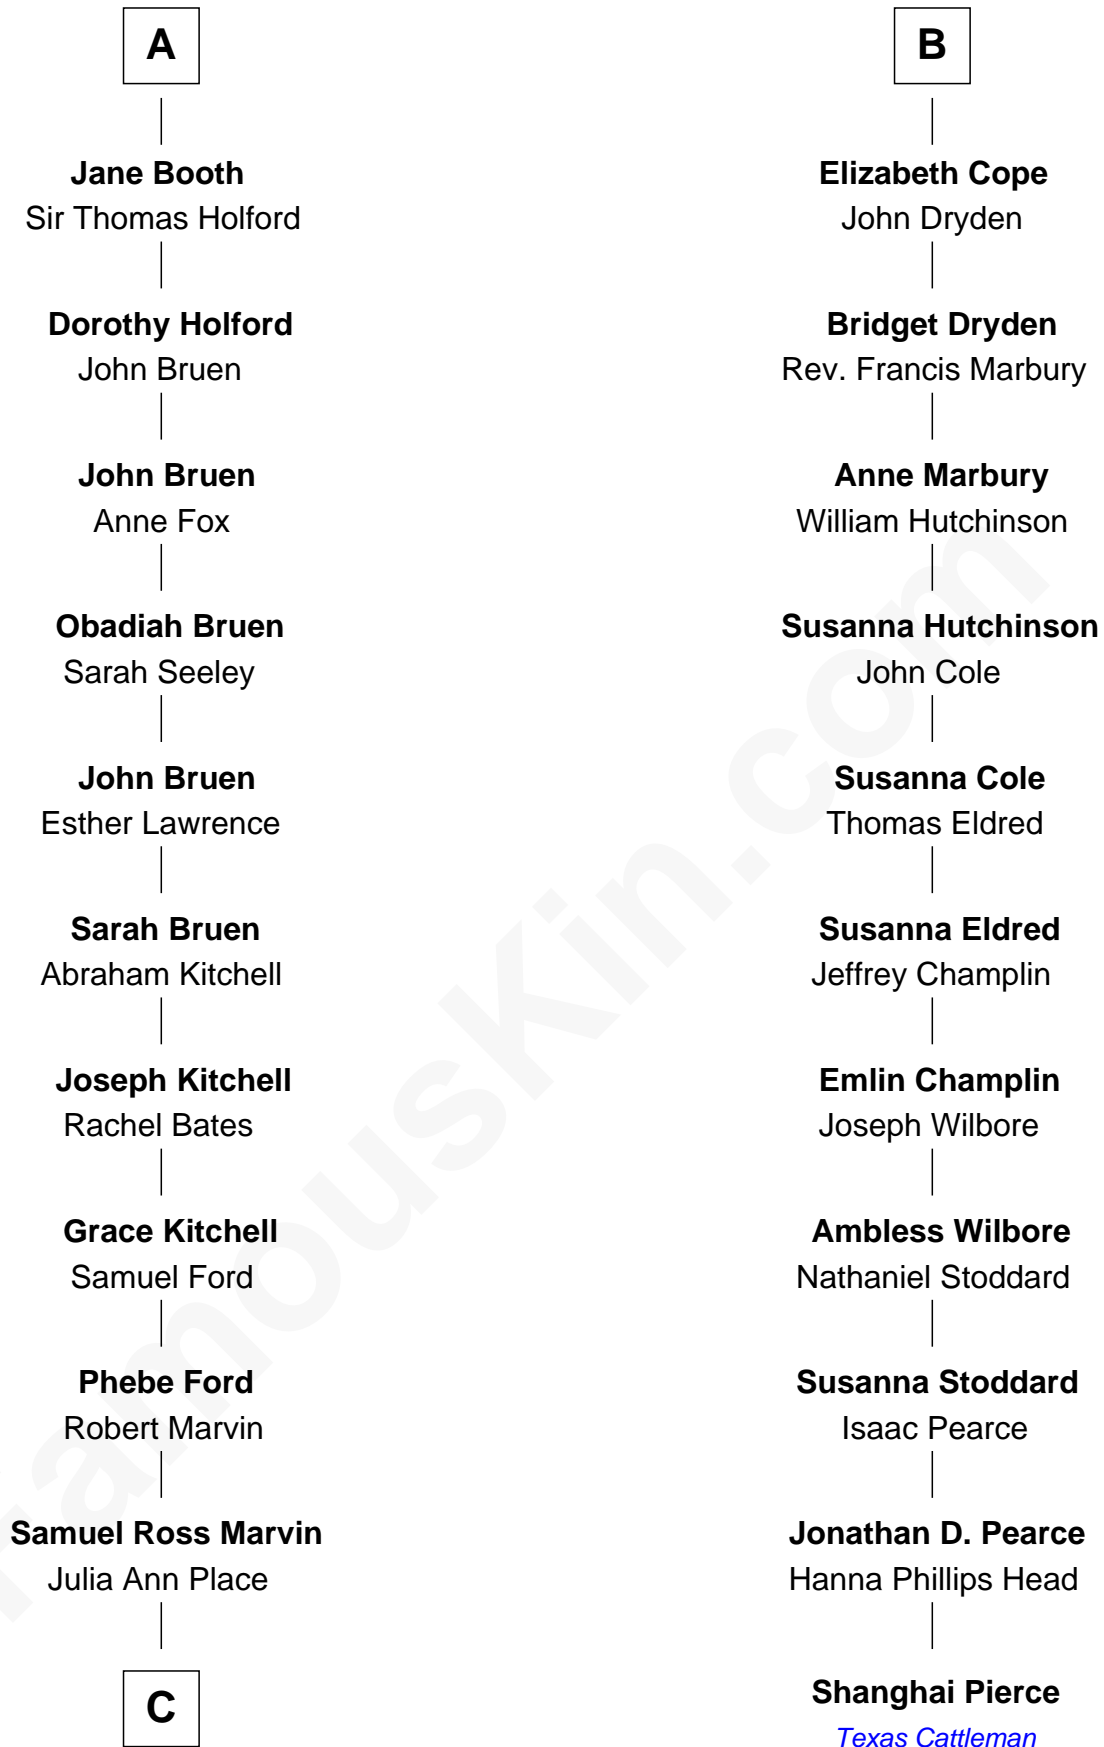 A
Jane Booth
Sir Thomas Holford
Dorothy Holford
John Bruen
John Bruen
Anne Fox
Obadiah Bruen
Sarah Seeley
John Bruen
Esther Lawrence
Sarah Bruen
Abraham Kitchell
Joseph Kitchell
Rachel Bates
Grace Kitchell
Samuel Ford
Phebe Ford
Robert Marvin
Samuel Ross Marvin
Julia Ann Place
C
B
Elizabeth Cope
John Dryden
Bridget Dryden
Rev. Francis Marbury
Anne Marbury
William Hutchinson
Susanna Hutchinson
John Cole
Susanna Cole
Thomas Eldred
Susanna Eldred
Jeffrey Champlin
Emlin Champlin
Joseph Wilbore
Ambless Wilbore
Nathaniel Stoddard
Susanna Stoddard
Isaac Pearce
Jonathan D. Pearce
Hanna Phillips Head
Shanghai Pierce
Texas Cattleman
FamousKin.com